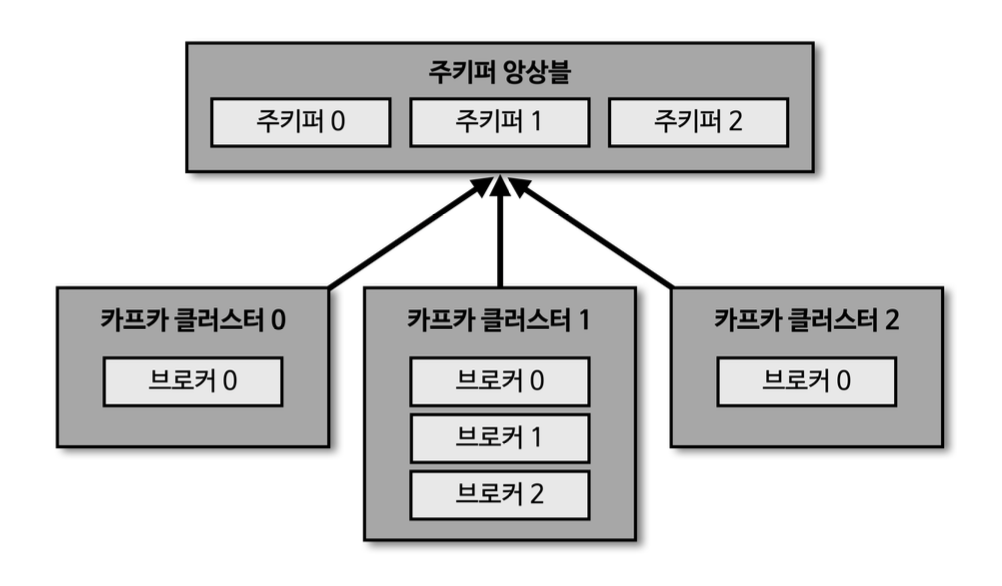 주키퍼 앙상블
주키퍼 0
주키퍼 1
주키퍼 2
카프카 클러스터 0
브로커 0
카프카 클러스터 1
브로커 0
브로커 1
브로커 2
카프카 클러스터 2
브로커 0